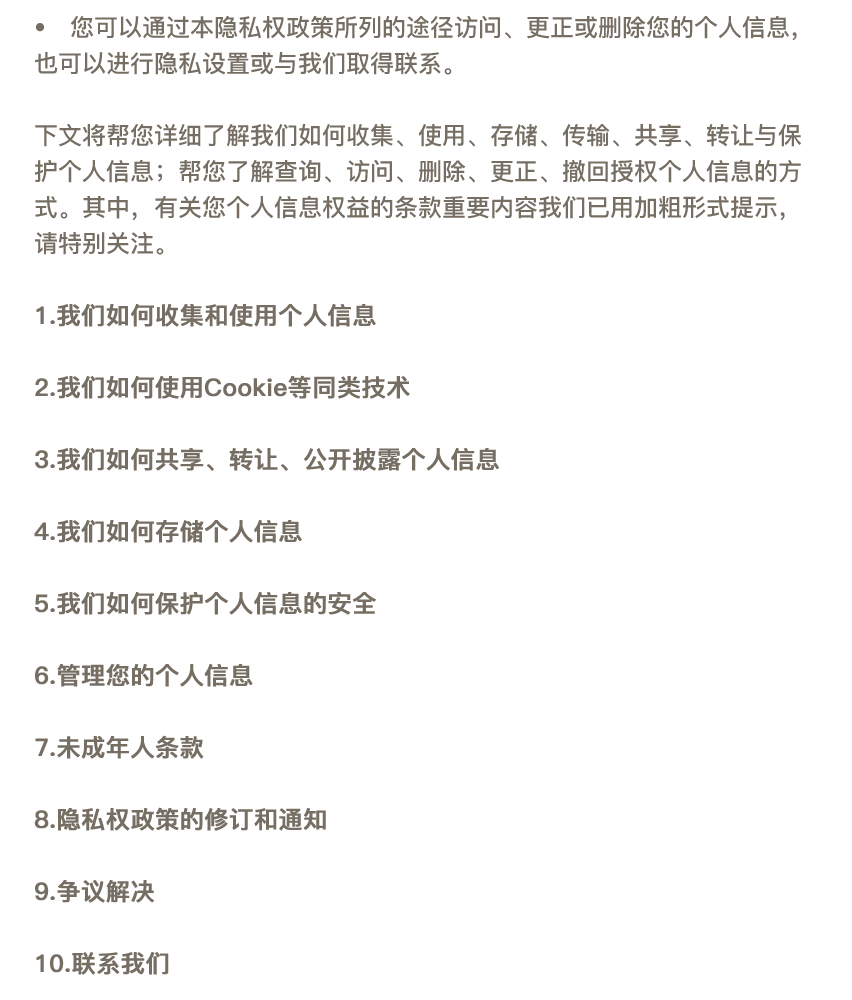 • 您可以通过本隐私权政策所列的途径访问、更正或删除您的个人信息，
也可以进行隐私设置或与我们取得联系。
下文将帮您详细了解我们如何收集、使用、存储、传输、共享、转让与保
护个人信息；帮您了解查询、访问、删除、更正、撤回授权个人信息的方
式。其中，有关您个人信息权益的条款重要内容我们已用加粗形式提示，
请特别关注。
1.我们如何收集和使用个人信息
2.我们如何使用Cookie等同类技术
3.我们如何共享、转让、公开披露个人信息
4.我们如何存储个人信息
5.我们如何保护个人信息的安全
6.管理您的个人信息
7.未成年人条款
8.隐私权政策的修订和通知
9.争议解决
10.联系我们